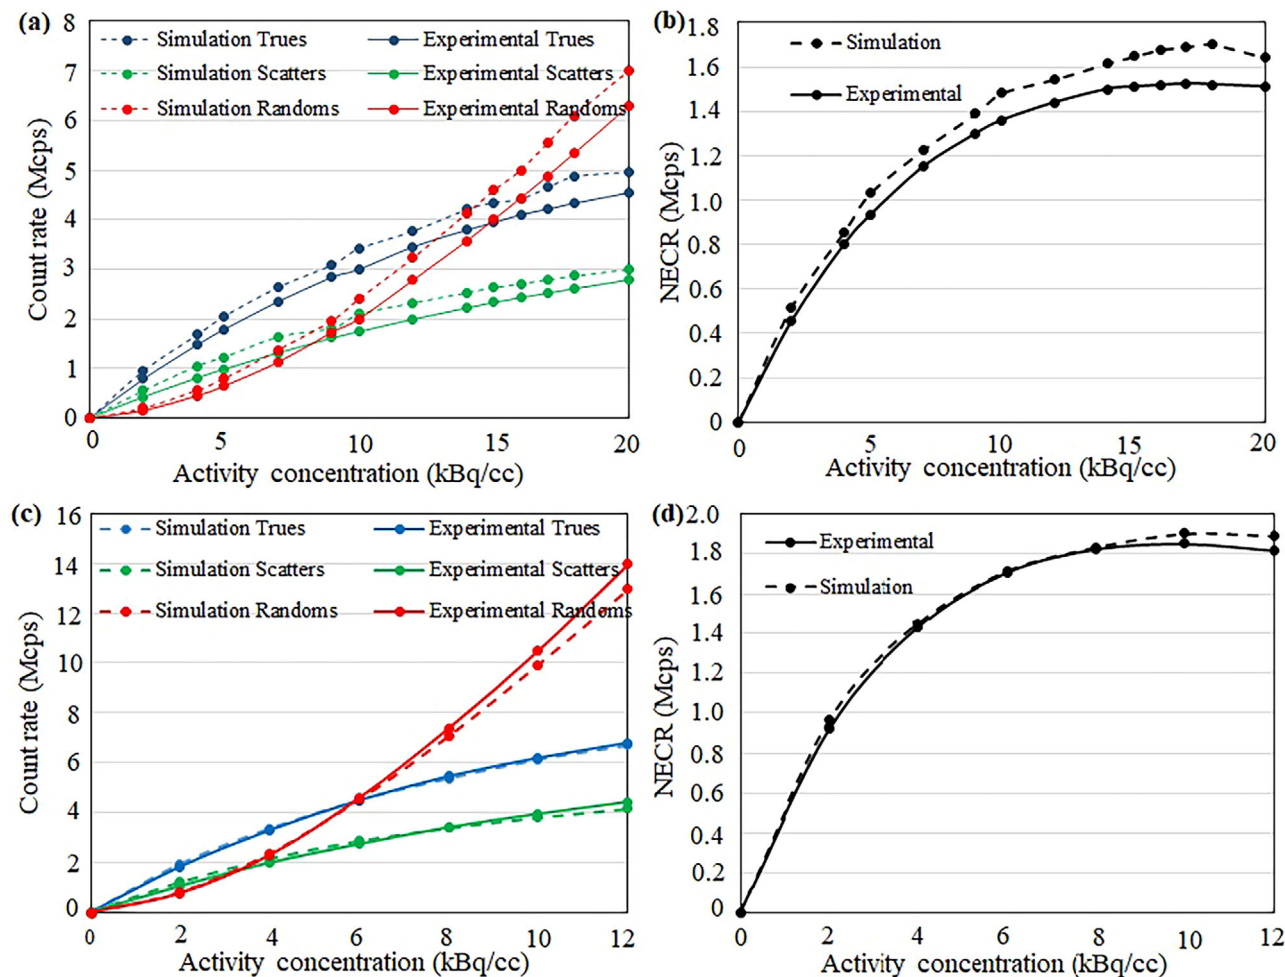 (a)
8
7
6
5
4
3
2
1
0
Count rate (Mcps)
Simulation Trues
Experimental Trues
Simulation Scatters
Experimental Scatters
Simulation Randoms
Experimental Randoms
0 5 10 15 20
Activity concentration (kBq/cc)
(b)
1.8
1.6
1.4
1.2
1.0
0.8
0.6
0.4
0.2
0
NECR (Mcps)
Simulation
Experimental
0 5 10 15 20
Activity concentration (kBq/cc)
(c)
16
14
12
10
8
6
4
2
0
Count rate (Mcps)
Simulation Trues
Experimental Trues
Simulation Scatters
Experimental Scatters
Simulation Randoms
Experimental Randoms
0 2 4 6 8 10 12
Activity concentration (kBq/cc)
(d)
2.0
1.8
1.6
1.4
1.2
1.0
0.8
0.6
0.4
0.2
0
NECR (Mcps)
Experimental
Simulation
0 2 4 6 8 10 12
Activity concentration (kBq/cc)